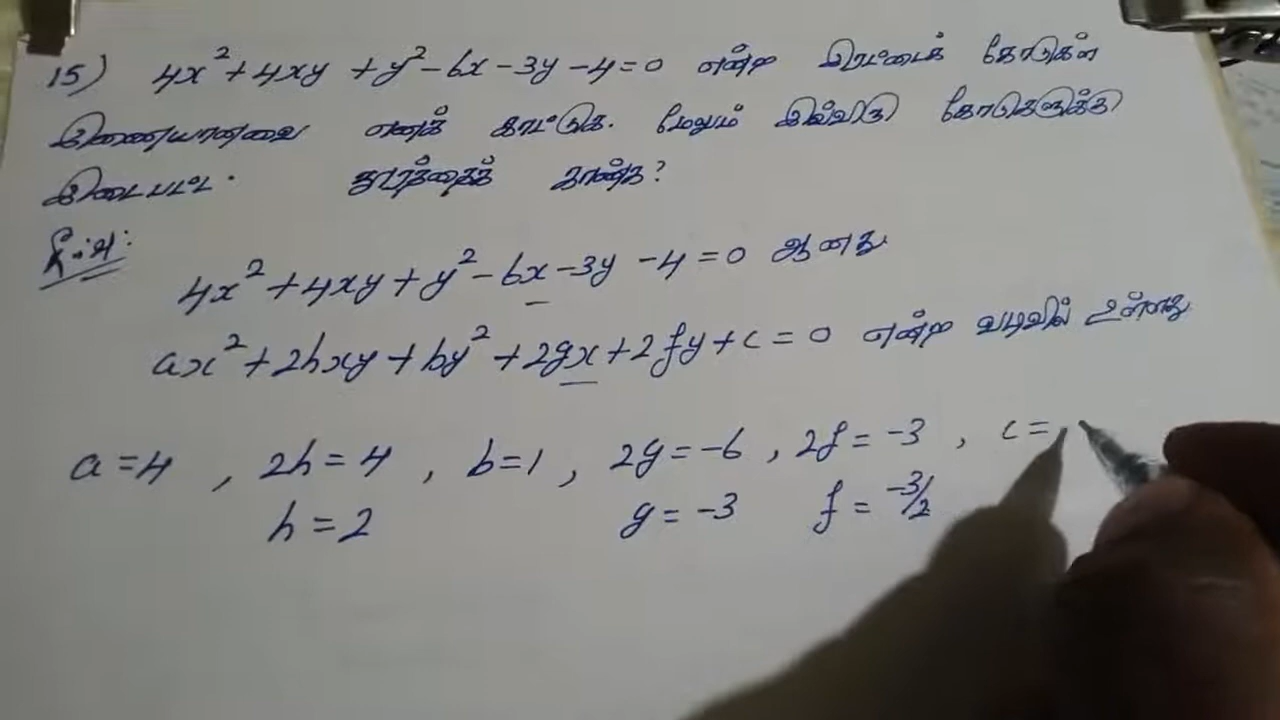 15) 4x² + 4xy + y² - 6x - 3y - 4 = 0 என்ற இரட்டைக் கோடுகள்
இணையானவை எனக் காட்டுக. மேலும் இவ்விரு கோடுகளுக்கு
இடைபட்ட தூரத்தைக் காண்க?
தீர்வு:
4x² + 4xy + y² - 6x - 3y - 4 = 0 ஆனது
ax² + 2hxy + by² + 2gx + 2fy + c = 0 என்ற வடிவில் உள்ளது
a = 4 , 2h = 4 , b = 1 , 2g = -6 , 2f = -3 , c =
h = 2 g = -3 f = -3/2